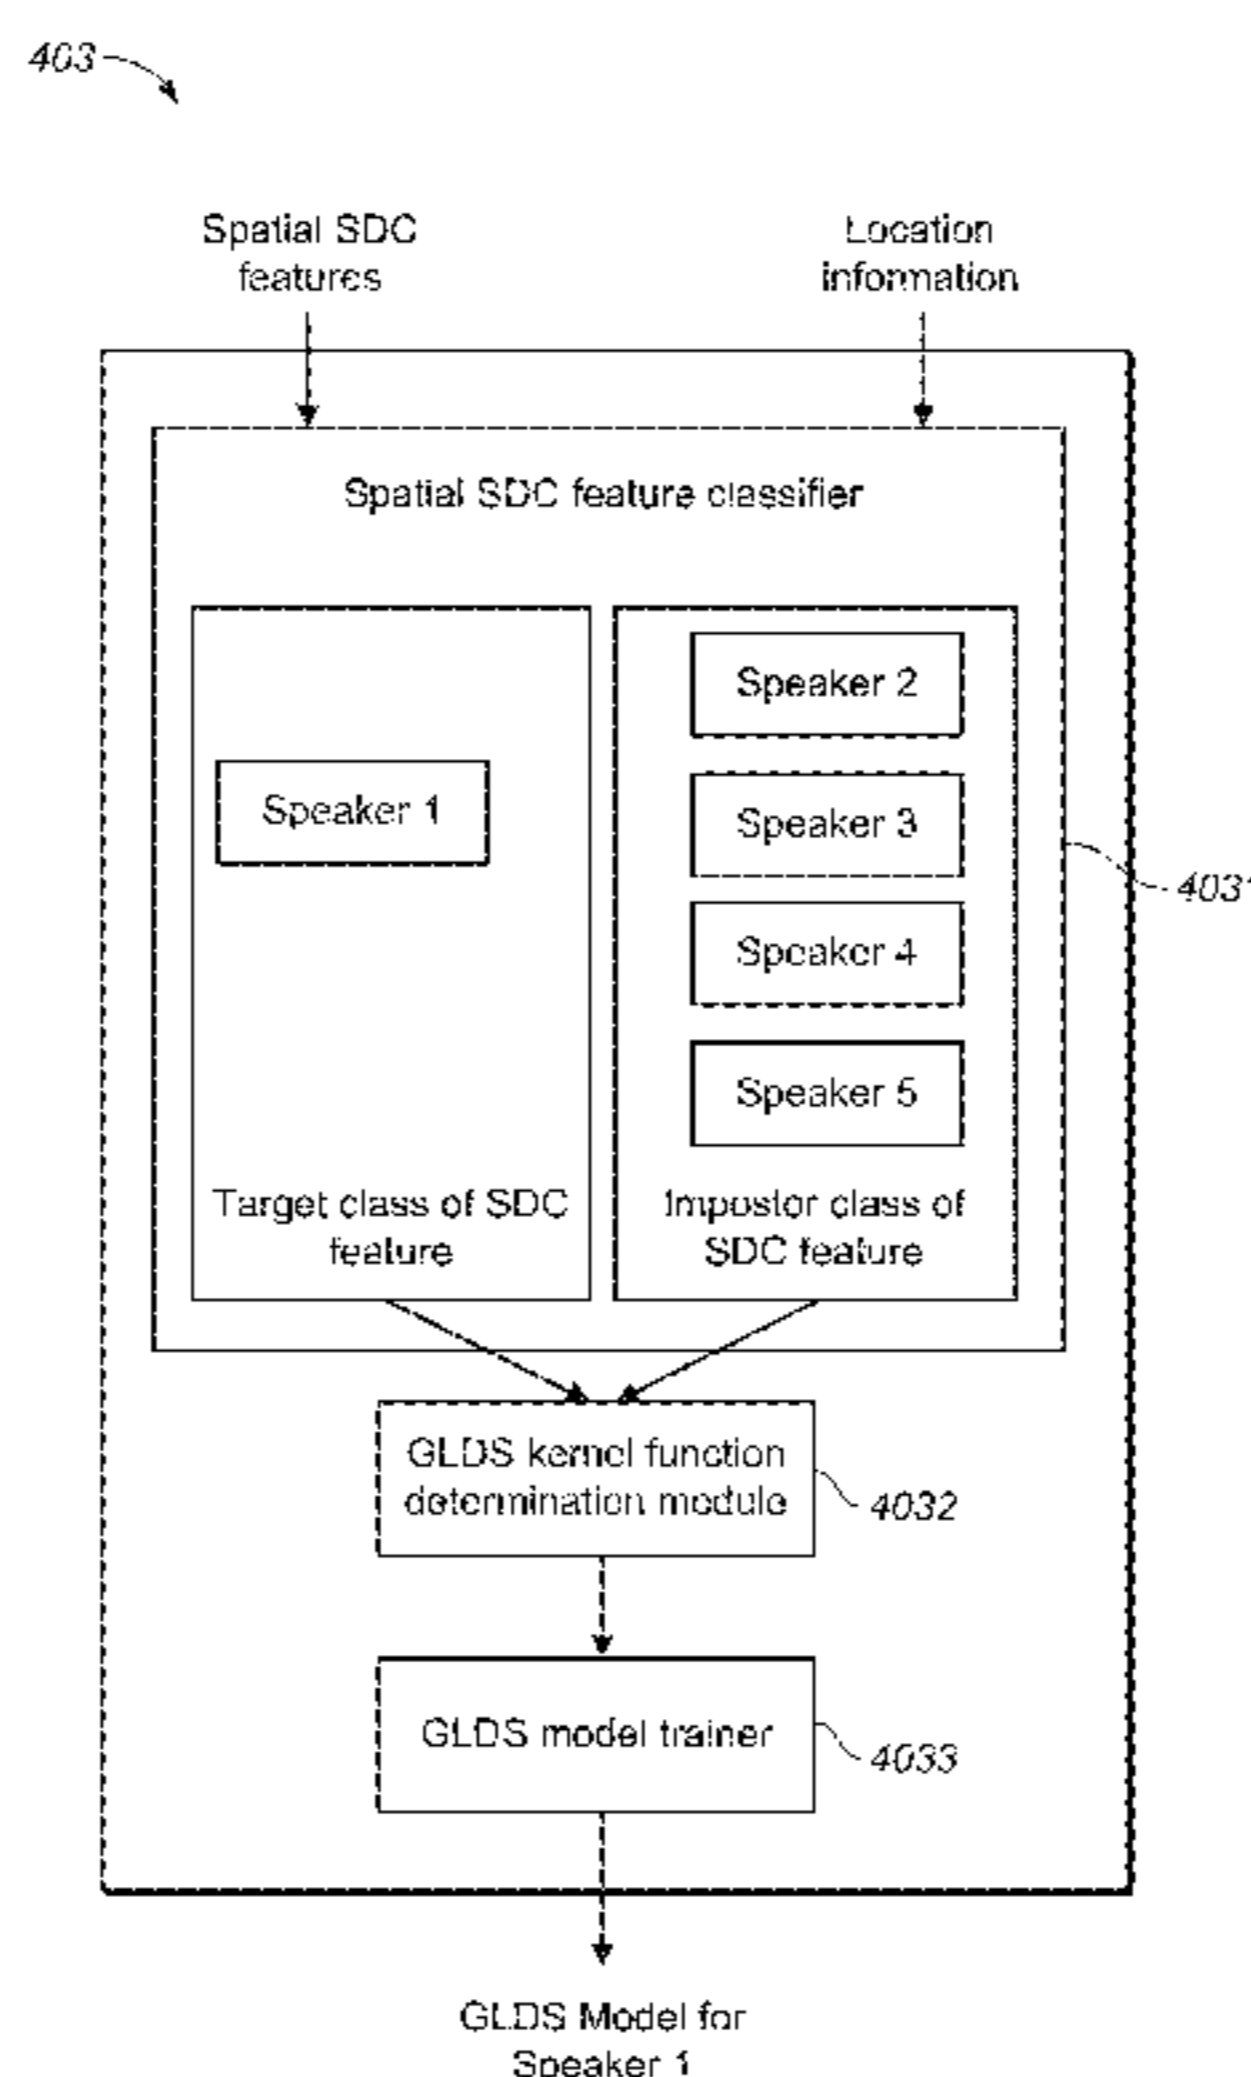 403
Spatial SDC
features
Location
information
Spatial SDC feature classifier
Speaker 1
Speaker 2
Speaker 3
Speaker 4
Speaker 5
Target class of SDC
feature
Impostor class of
SDC feature
4031
GLDS kernel function
determination module
4032
GLDS model trainer
4033
GLDS Model for
Speaker 1